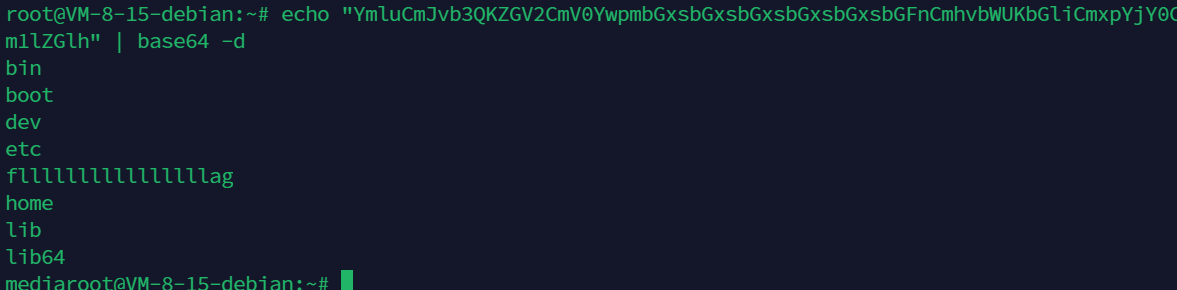 root@VM-8-15-debian:~# echo "YmluCmJvb3QKZGV2CmV0YwpmbGxsbGxsbGxsbGxsbGxsbGFnCmhvbWUKbGliCmxpYjY0C
m1lZGlh" | base64 -d
bin
boot
dev
etc
fllllllllllllllllag
home
lib
lib64
mediaroot@VM-8-15-debian:~#